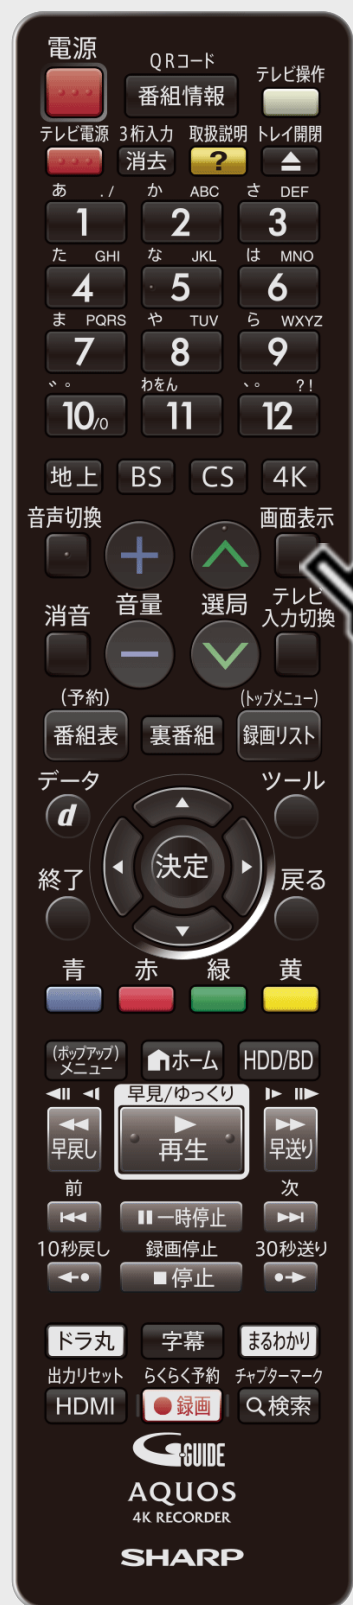 電源
QRコード
番組情報
テレビ操作
テレビ電源 3桁入力 取扱説明 トレイ開閉
消去 ?
あ ./ か ABC さ DEF
1 2 3
た GHI な JKL は MNO
4 5 6
ま PQRS や TUV ら WXYZ
7 8 9
゛゜ わをん 、。 ?!
10/0 11 12
地上 BS CS 4K
音声切換 画面表示
消音 音量 選局 テレビ
入力切換
(予約) (トップメニュー)
番組表 裏番組 録画リスト
データ ツール
d
決定
終了 戻る
青 赤 緑 黄
(ポップアップ)
メニュー ホーム HDD/BD
早見/ゆっくり
早戻し 再生 早送り
前 次
一時停止
10秒戻し 録画停止 30秒送り
停止
ドラ丸 字幕 まるわかり
出力リセット らくらく予約 チャプターマーク
HDMI 録画 検索
G-GUIDE
AQUOS
4K RECORDER
SHARP